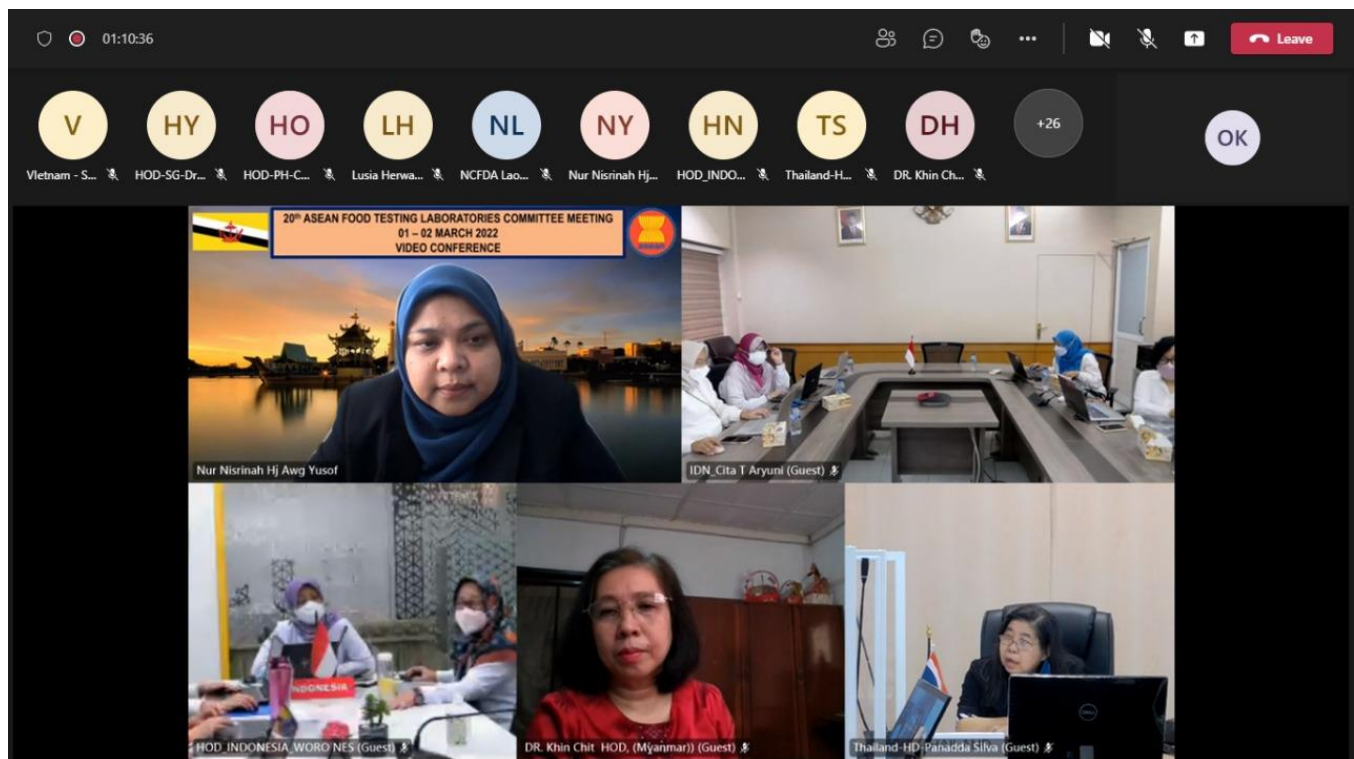 01:10:36
Leave
V
HY
HO
LH
NL
NY
HN
TS
DH
+26
OK
Vietnam - S...
HOD-SG-Dr...
HOD-PH-C...
Lusia Herwa...
NCFDA Lao...
Nur Nisrinah Hj...
HOD_INDO...
Thailand-H...
DR. Khin Ch...
20th ASEAN FOOD TESTING LABORATORIES COMMITTEE MEETING
01 – 02 MARCH 2022
VIDEO CONFERENCE
asean
Nur Nisrinah Hj Awg Yusof
IDN_Cita T Aryuni (Guest)
INDONESIA
HOD_INDONESIA_WORO NES (Guest)
DR. Khin Chit HOD, (Myanmar)) (Guest)
Thailand-HD-Panadda Silva (Guest)
DELL